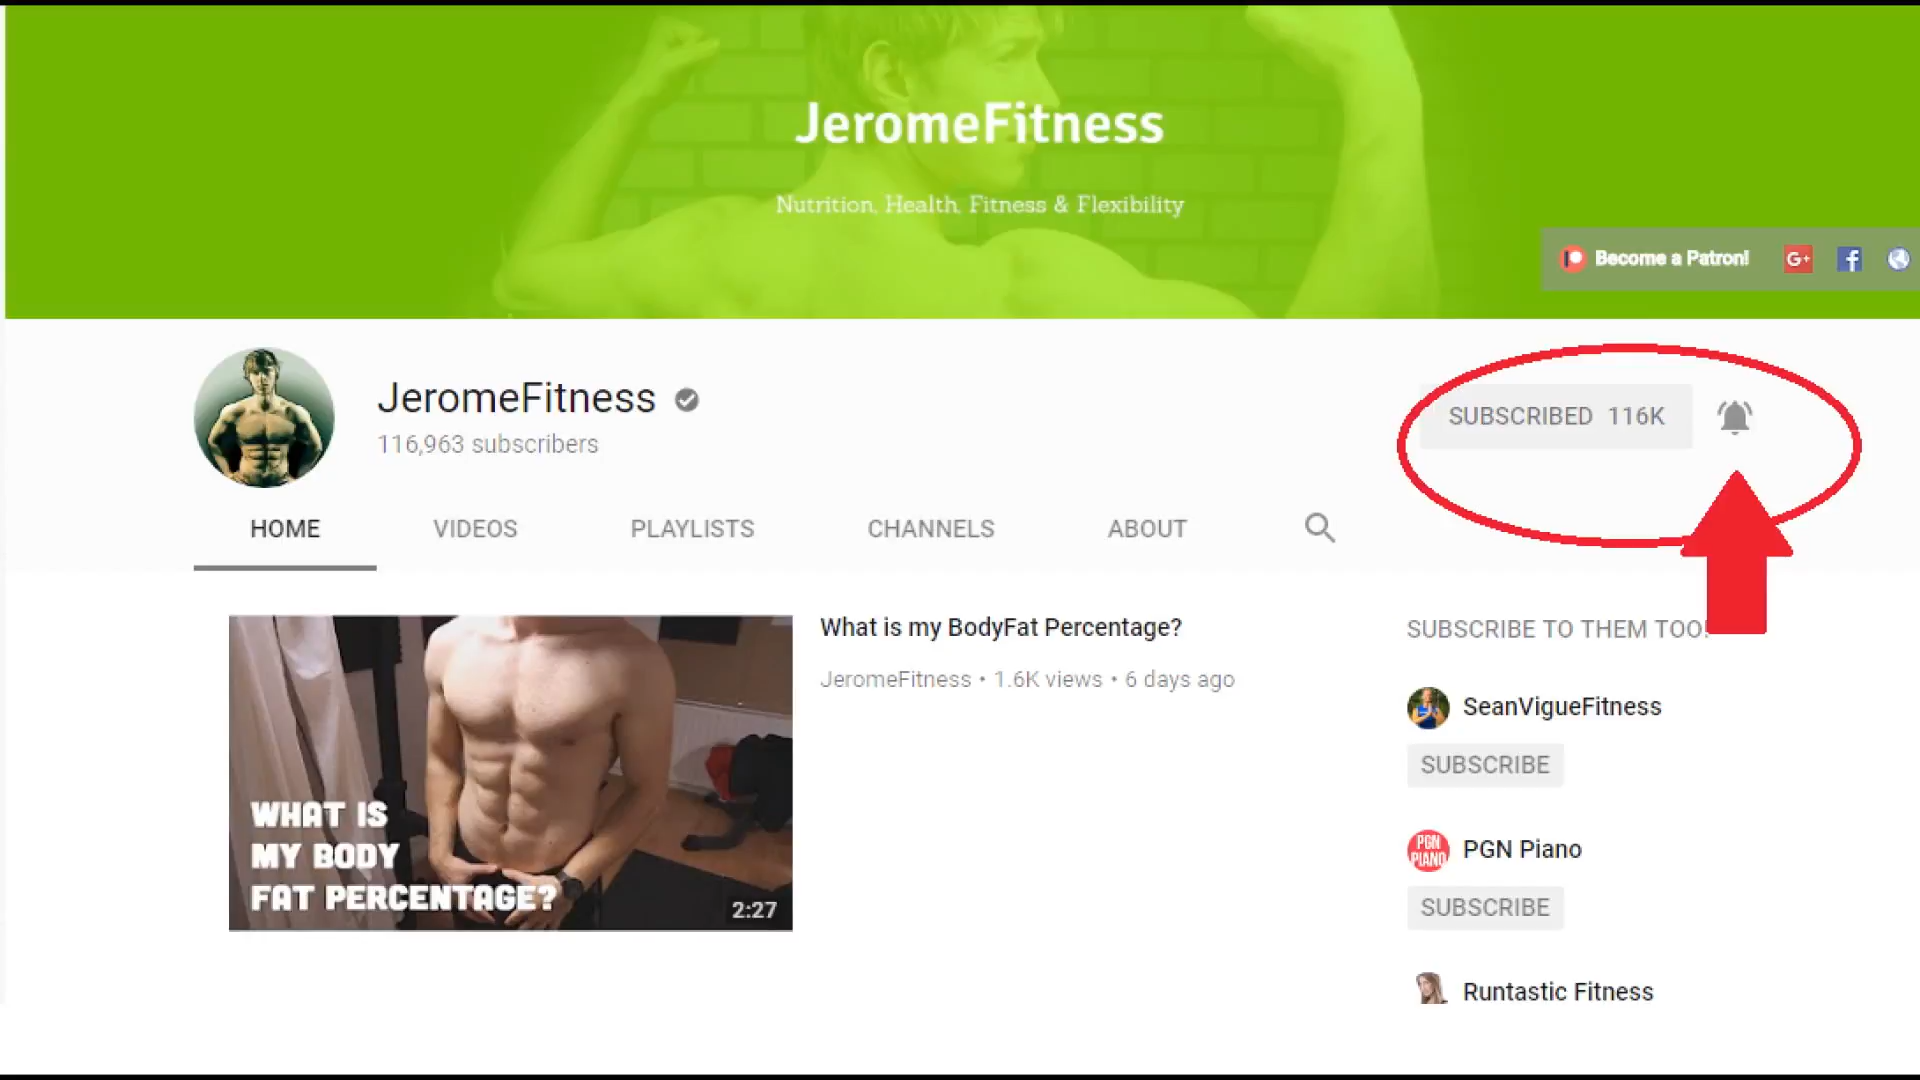 JeromeFitness
Nutrition, Health, Fitness & Flexibility
Become a Patron!
G+
f
JeromeFitness
116,963 subscribers
SUBSCRIBED 116K
HOME VIDEOS PLAYLISTS CHANNELS ABOUT
What is my BodyFat Percentage?
JeromeFitness • 1.6K views • 6 days ago
WHAT IS
MY BODY
FAT PERCENTAGE?
2:27
SUBSCRIBE TO THEM TOO!
SeanVigueFitness
SUBSCRIBE
PGN
PIANO
PGN Piano
SUBSCRIBE
Runtastic Fitness